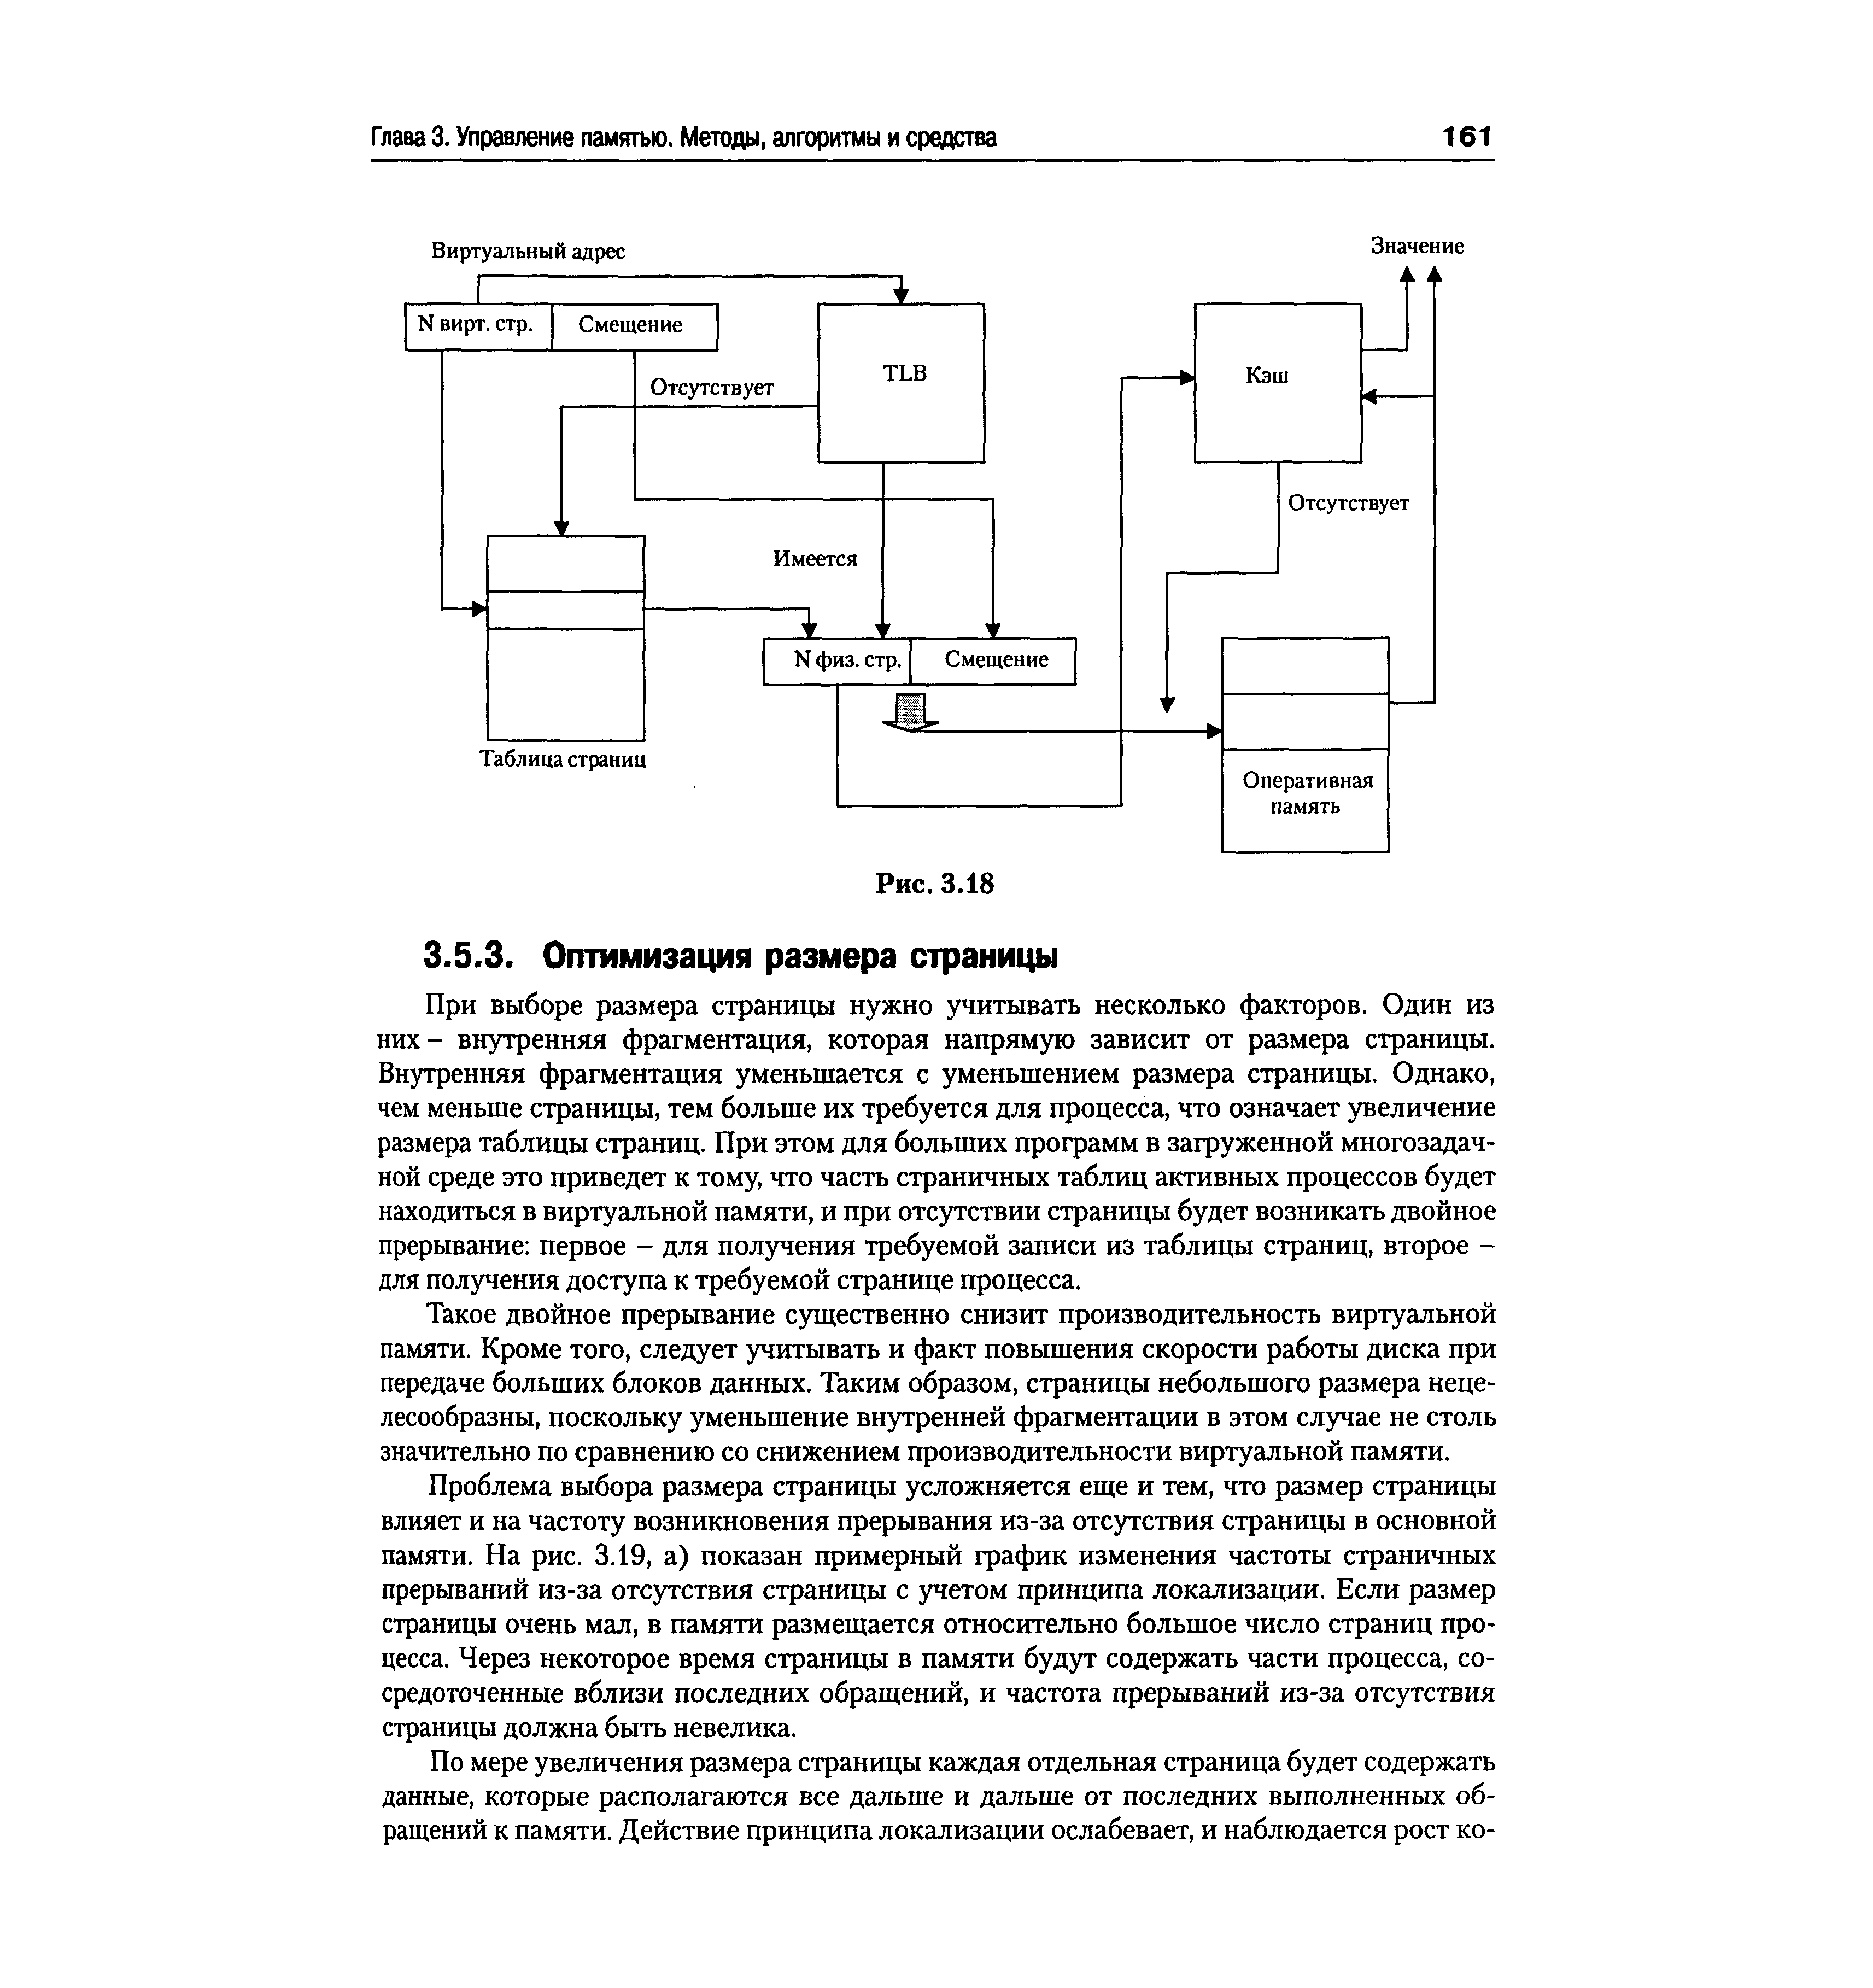 Глава 3. Управление памятью. Методы, алгоритмы и средства 161
Виртуальный адрес
Значение
N вирт. стр.
Смещение
TLB
Кэш
Отсутствует
Отсутствует
Имеется
N физ. стр.
Смещение
Таблица страниц
Оперативная
память
Рис. 3.18
3.5.3. Оптимизация размера страницы
При выборе размера страницы нужно учитывать несколько факторов. Один из
них – внутренняя фрагментация, которая напрямую зависит от размера страницы.
Внутренняя фрагментация уменьшается с уменьшением размера страницы. Однако,
чем меньше страницы, тем больше их требуется для процесса, что означает увеличение
размера таблицы страниц. При этом для больших программ в загруженной многозадач-
ной среде это приведет к тому, что часть страничных таблиц активных процессов будет
находиться в виртуальной памяти, и при отсутствии страницы будет возникать двойное
прерывание: первое – для получения требуемой записи из таблицы страниц, второе –
для получения доступа к требуемой странице процесса.
Такое двойное прерывание существенно снизит производительность виртуальной
памяти. Кроме того, следует учитывать и факт повышения скорости работы диска при
передаче больших блоков данных. Таким образом, страницы небольшого размера неце-
лесообразны, поскольку уменьшение внутренней фрагментации в этом случае не столь
значительно по сравнению со снижением производительности виртуальной памяти.
Проблема выбора размера страницы усложняется еще и тем, что размер страницы
влияет и на частоту возникновения прерывания из-за отсутствия страницы в основной
памяти. На рис. 3.19, а) показан примерный график изменения частоты страничных
прерываний из-за отсутствия страницы с учетом принципа локализации. Если размер
страницы очень мал, в памяти размещается относительно большое число страниц про-
цесса. Через некоторое время страницы в памяти будут содержать части процесса, со-
средоточенные вблизи последних обращений, и частота прерываний из-за отсутствия
страницы должна быть невелика.
По мере увеличения размера страницы каждая отдельная страница будет содержать
данные, которые располагаются все дальше и дальше от последних выполненных об-
ращений к памяти. Действие принципа локализации ослабевает, и наблюдается рост ко-